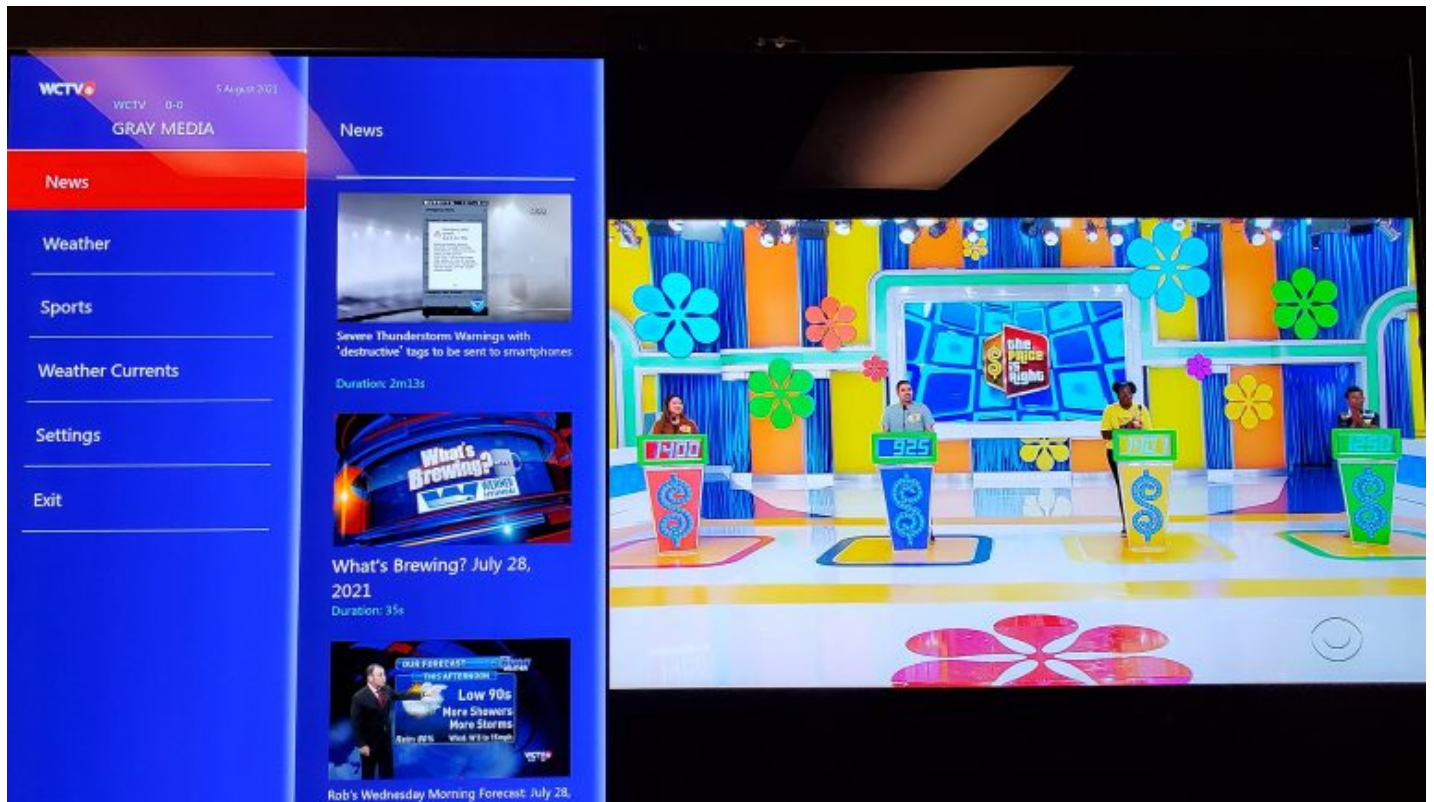 WCTV
5 August 2021
WCTV 0-0
GRAY MEDIA
News
Weather
Sports
Weather Currents
Settings
Exit
News
Severe Thunderstorm Warnings with
'destructive' tags to be sent to smartphones
Duration: 2m13s
What's
Brewing?
WERNER
What's Brewing? July 28,
2021
Duration: 35s
OUR FORECAST
THIS AFTERNOON
Low 90s
More Showers
More Storms
WCTV
Rob's Wednesday Morning Forecast: July 28,
the
PRICE
is
Right
1400
925